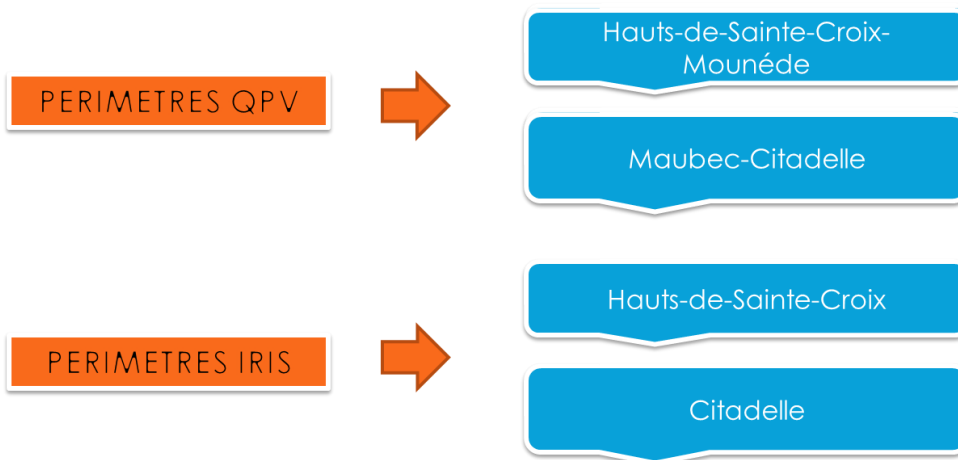 PERIMETRES QPV
Hauts-de-Sainte-Croix-
Mounéde
Maubec-Citadelle
PERIMETRES IRIS
Hauts-de-Sainte-Croix
Citadelle